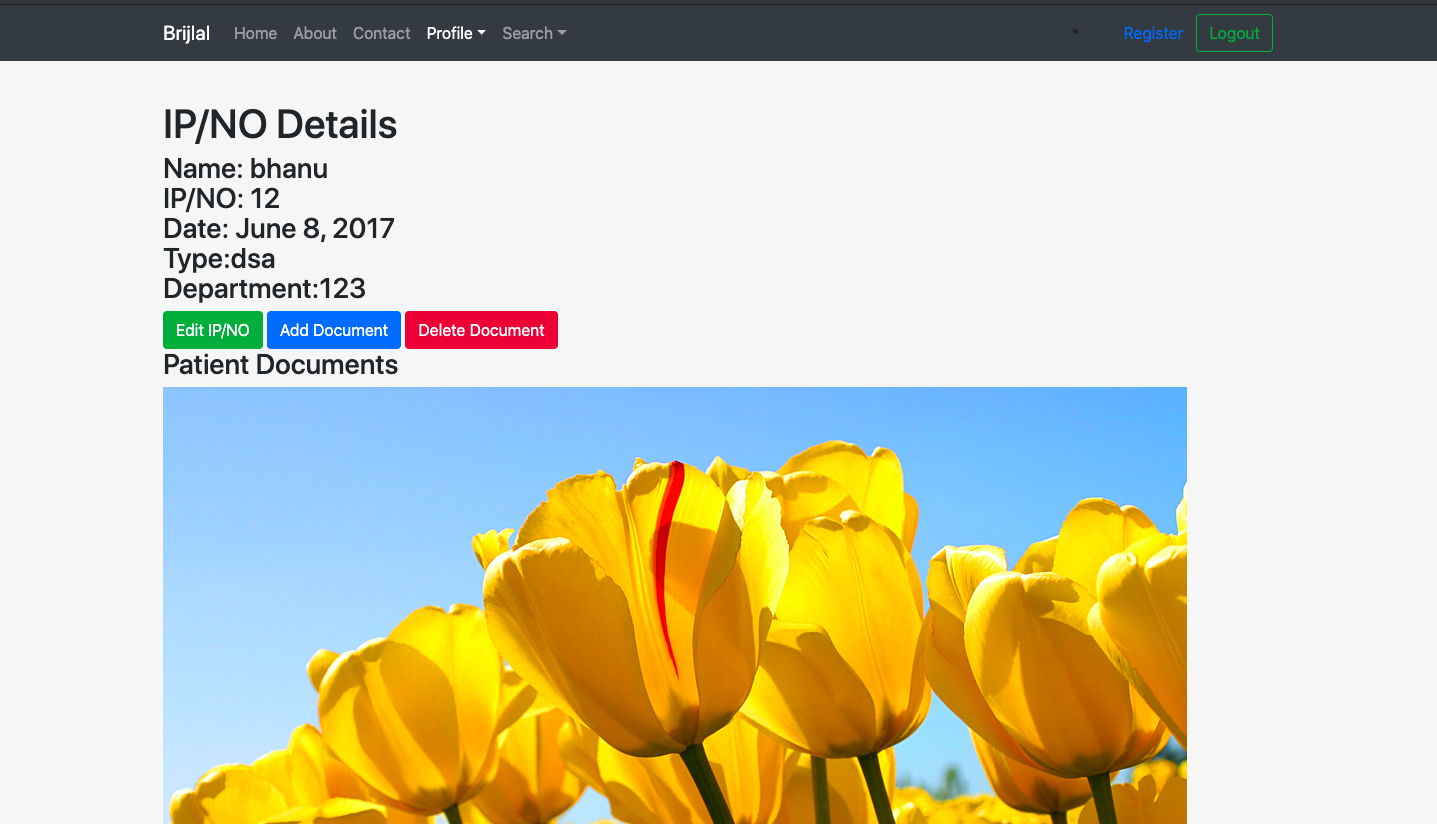 Brijlal Home About Contact Profile Search Register Logout
IP/NO Details
Name: bhanu
IP/NO: 12
Date: June 8, 2017
Type:dsa
Department:123
Edit IP/NO Add Document Delete Document
Patient Documents